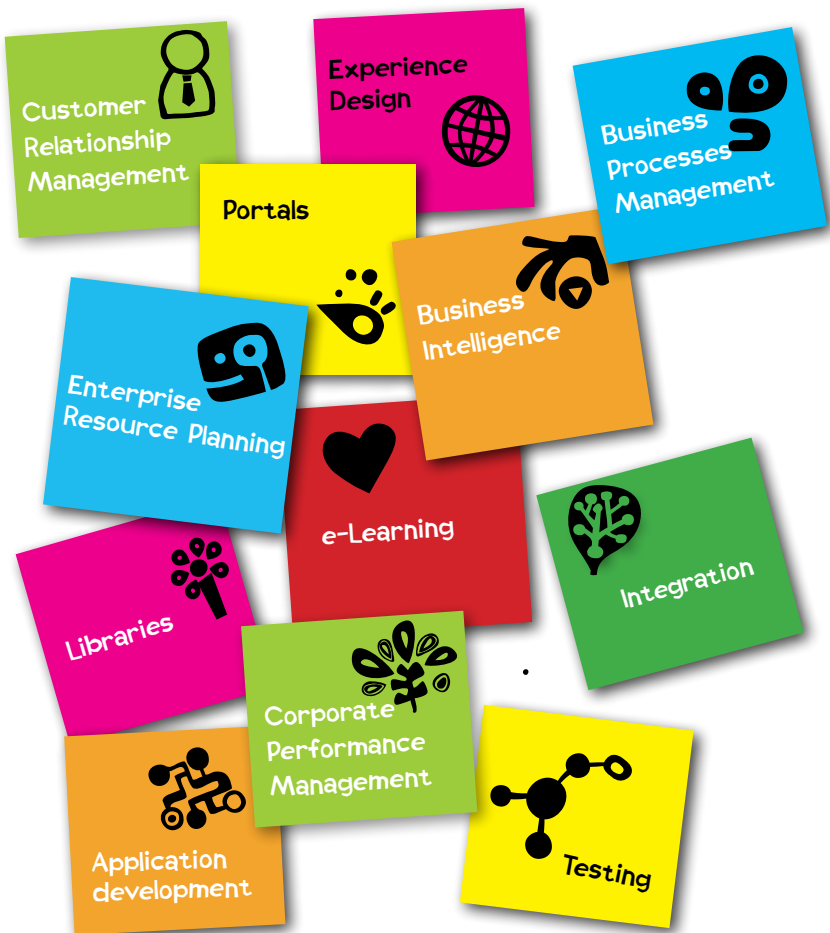 Customer
Relationship
Management
Experience
Design
Business
Processes
Management
Portals
Business
Intelligence
Enterprise
Resource Planning
e-Learning
Integration
Libraries
Corporate
Performance
Management
Application
development
Testing